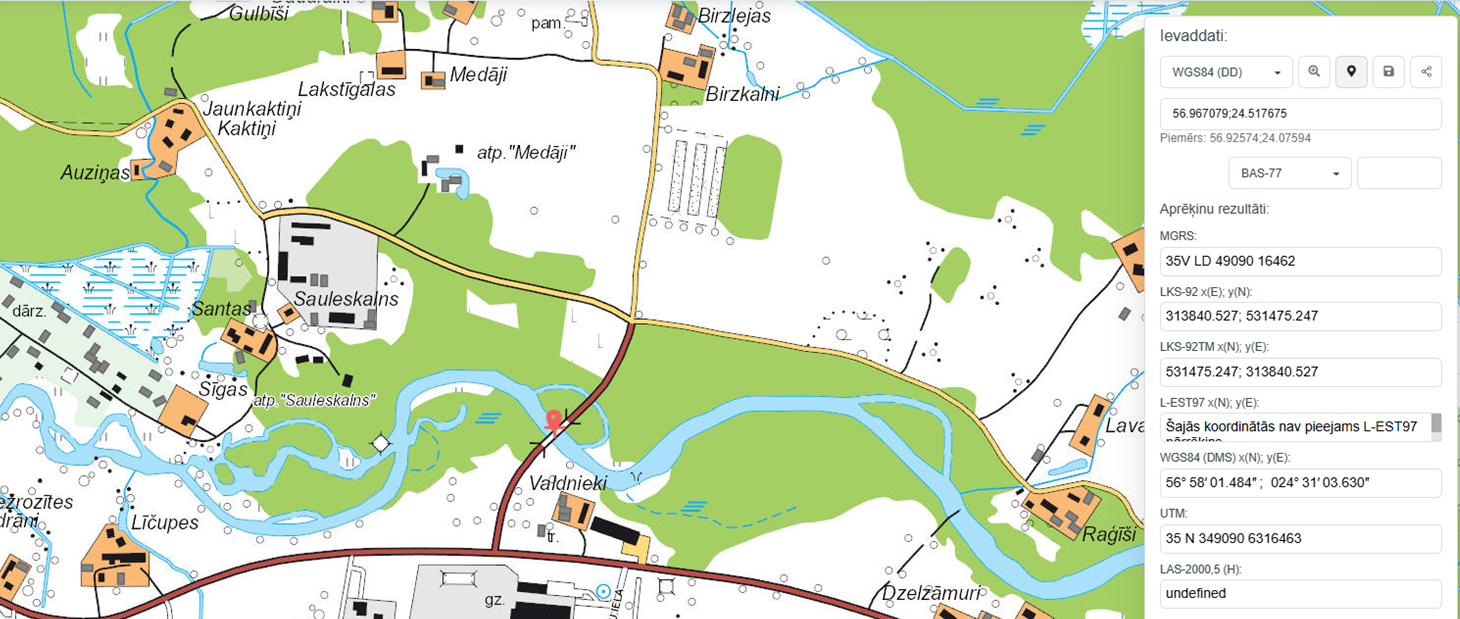 Gulbīši
pam.
Birzlejas
Lakstīgalas
Medāji
Birzkalni
Jaunkaktiņi
Kaktiņi
Auziņas
atp."Medāji"
dārz.
Santas
Sauleskalns
Sīgas
atp."Sauleskalns"
Līčupes
Valdnieki
tr.
gz.
Raģīši
Dzelzāmuri
Ievaddati:
WGS84 (DD)
56.967079;24.517675
Piemērs: 56.92574;24.07594
BAS-77
Aprēķinu rezultāti:
MGRS:
35V LD 49090 16462
LKS-92 x(E); y(N):
313840.527; 531475.247
LKS-92TM x(N); y(E):
531475.247; 313840.527
L-EST97 x(N); y(E):
Šajās koordinātās nav pieejams L-EST97
WGS84 (DMS) x(N); y(E):
56° 58′ 01.484″ ; 024° 31′ 03.630″
UTM:
35 N 349090 6316463
LAS-2000,5 (H):
undefined